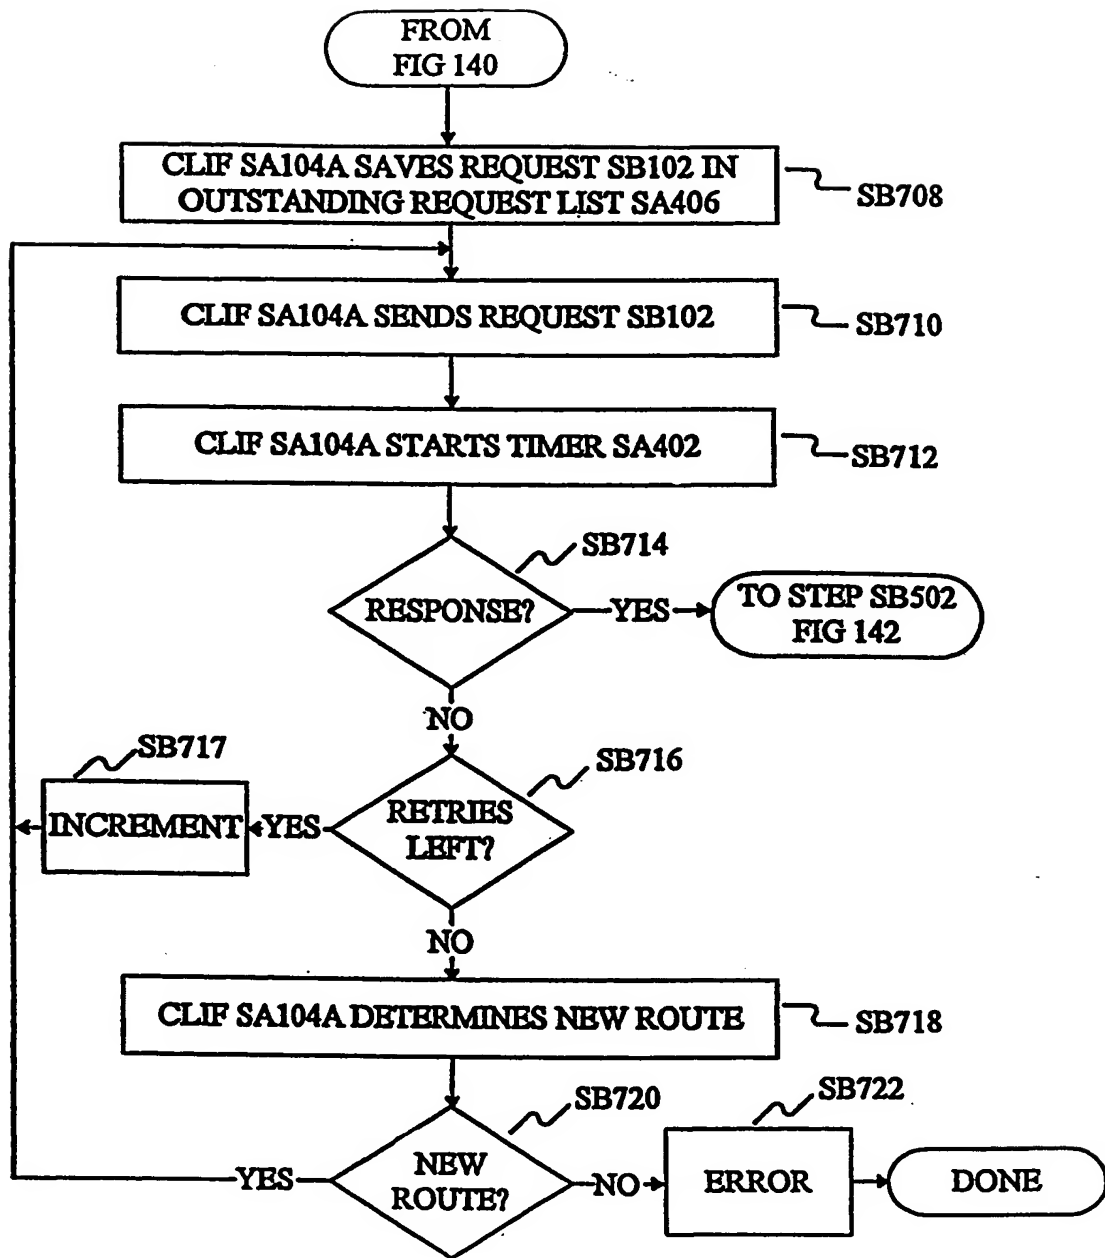 FROM
FIG 140
CLIF SA104A SAVES REQUEST SB102 IN
OUTSTANDING REQUEST LIST SA406
SB708
CLIF SA104A SENDS REQUEST SB102
SB710
CLIF SA104A STARTS TIMER SA402
SB712
SB714
RESPONSE?
YES
TO STEP SB502
FIG 142
NO
SB717
SB716
INCREMENT
YES
RETRIES
LEFT?
NO
CLIF SA104A DETERMINES NEW ROUTE
SB718
SB720
SB722
YES
NEW
ROUTE?
NO
ERROR
DONE